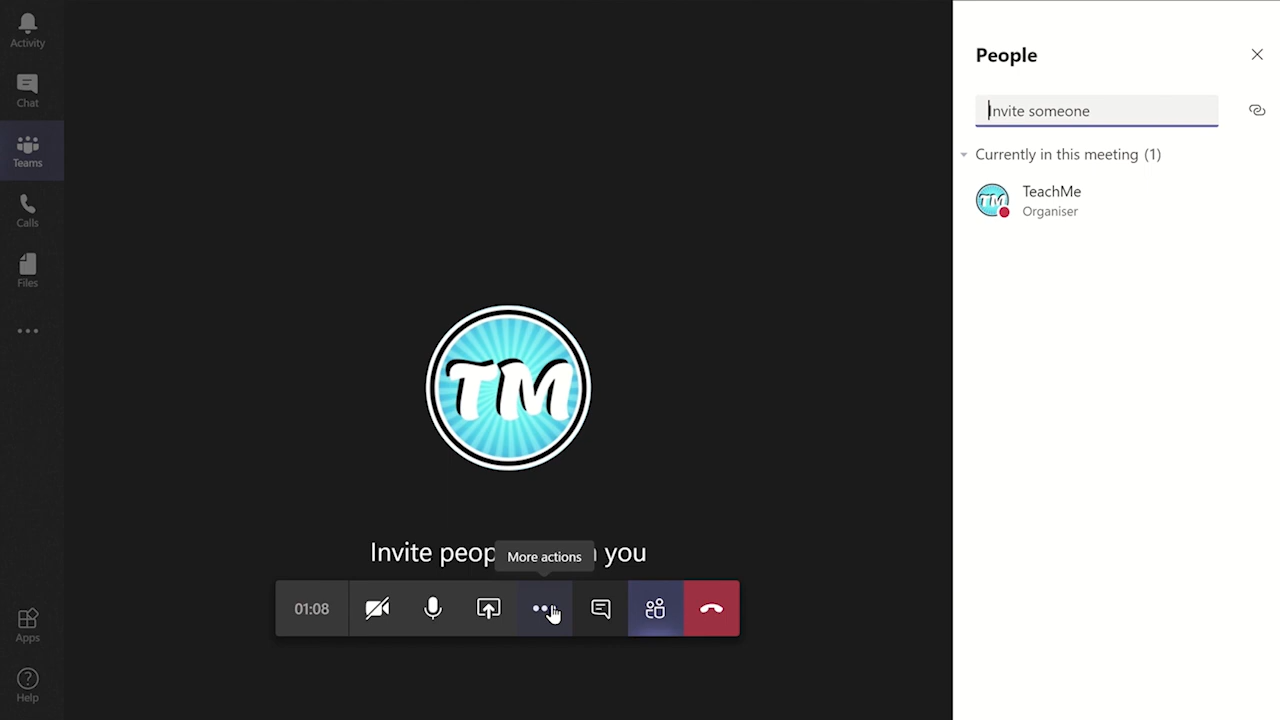 Activity
Chat
Teams
Calls
Files
Apps
Help
TM
Invite peop
you
More actions
01:08
People
Invite someone
Currently in this meeting (1)
TM
TeachMe
Organiser